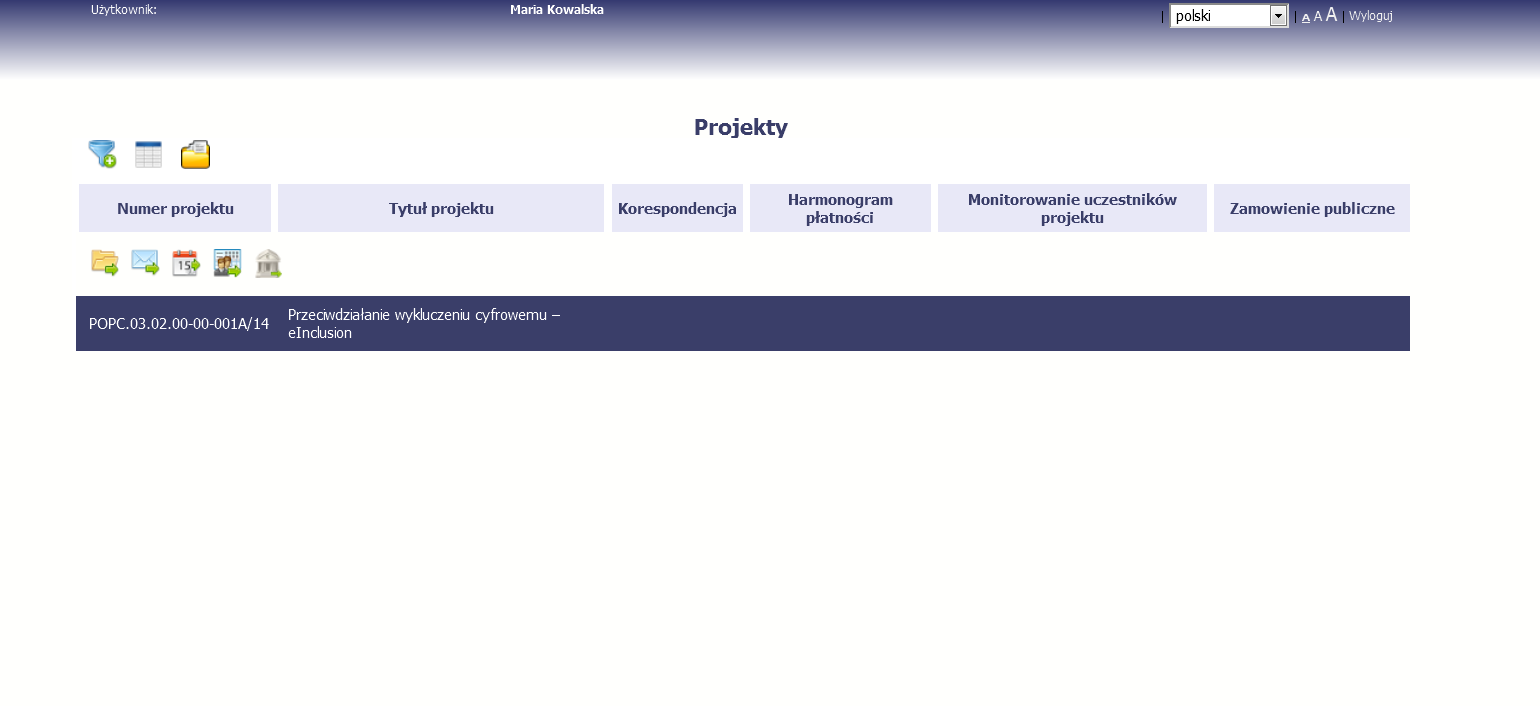 Użytkownik:
Maria Kowalska
| polski | A A A | Wyloguj
Projekty
Numer projektu
Tytuł projektu
Korespondencja
Harmonogram
płatności
Monitorowanie uczestników
projektu
Zamowienie publiczne
15
POPC.03.02.00-00-001A/14
Przeciwdziałanie wykluczeniu cyfrowemu –
eInclusion